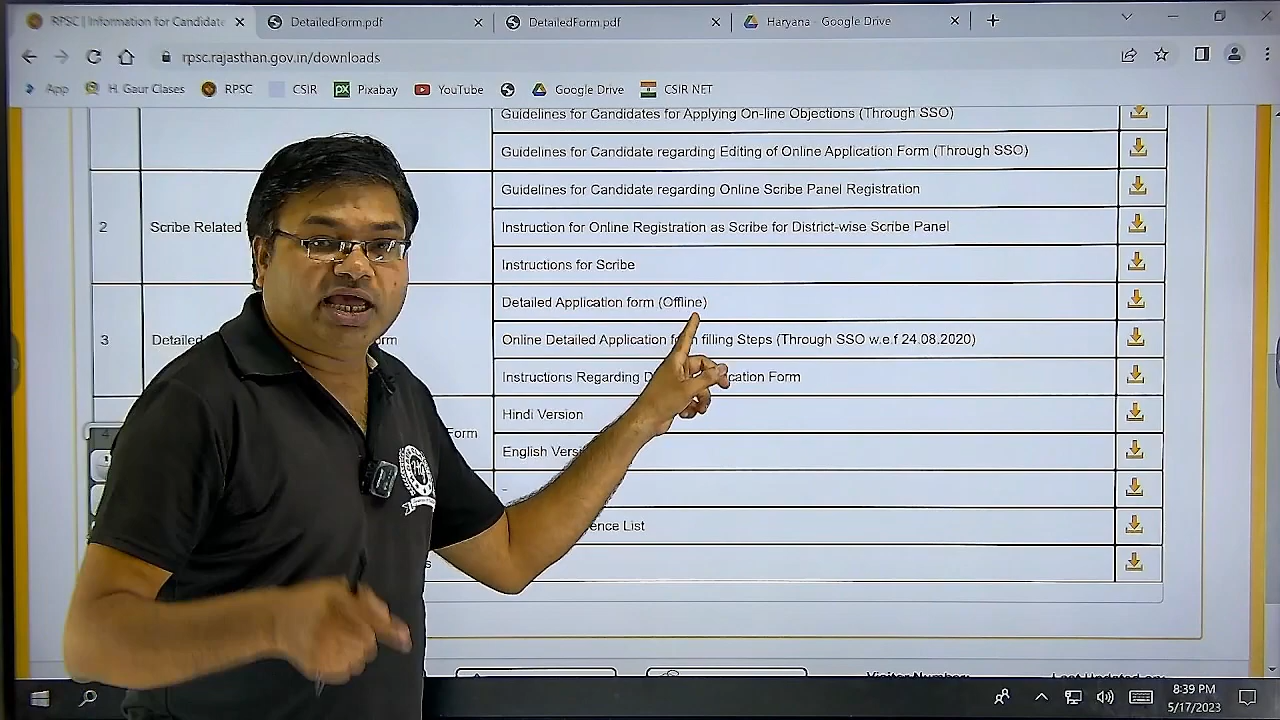 RPSC | Information for Candidate
DetailedForm.pdf
DetailedForm.pdf
Haryana - Google Drive
rpsc.rajasthan.gov.in/downloads
App
H. Gaur Classes
RPSC
CSIR
Pixabay
YouTube
Google Drive
CSIR NET
Guidelines for Candidates for Applying On-line Objections (Through SSO)
Guidelines for Candidate regarding Editing of Online Application Form (Through SSO)
2
Scribe Related
Guidelines for Candidate regarding Online Scribe Panel Registration
Instruction for Online Registration as Scribe for District-wise Scribe Panel
Instructions for Scribe
3
Detailed
Detailed Application form (Offline)
Online Detailed Application filling Steps (Through SSO w.e.f 24.08.2020)
Instructions Regarding Form
4
Form
Hindi Version
English
-
List
8:39 PM
5/17/2023